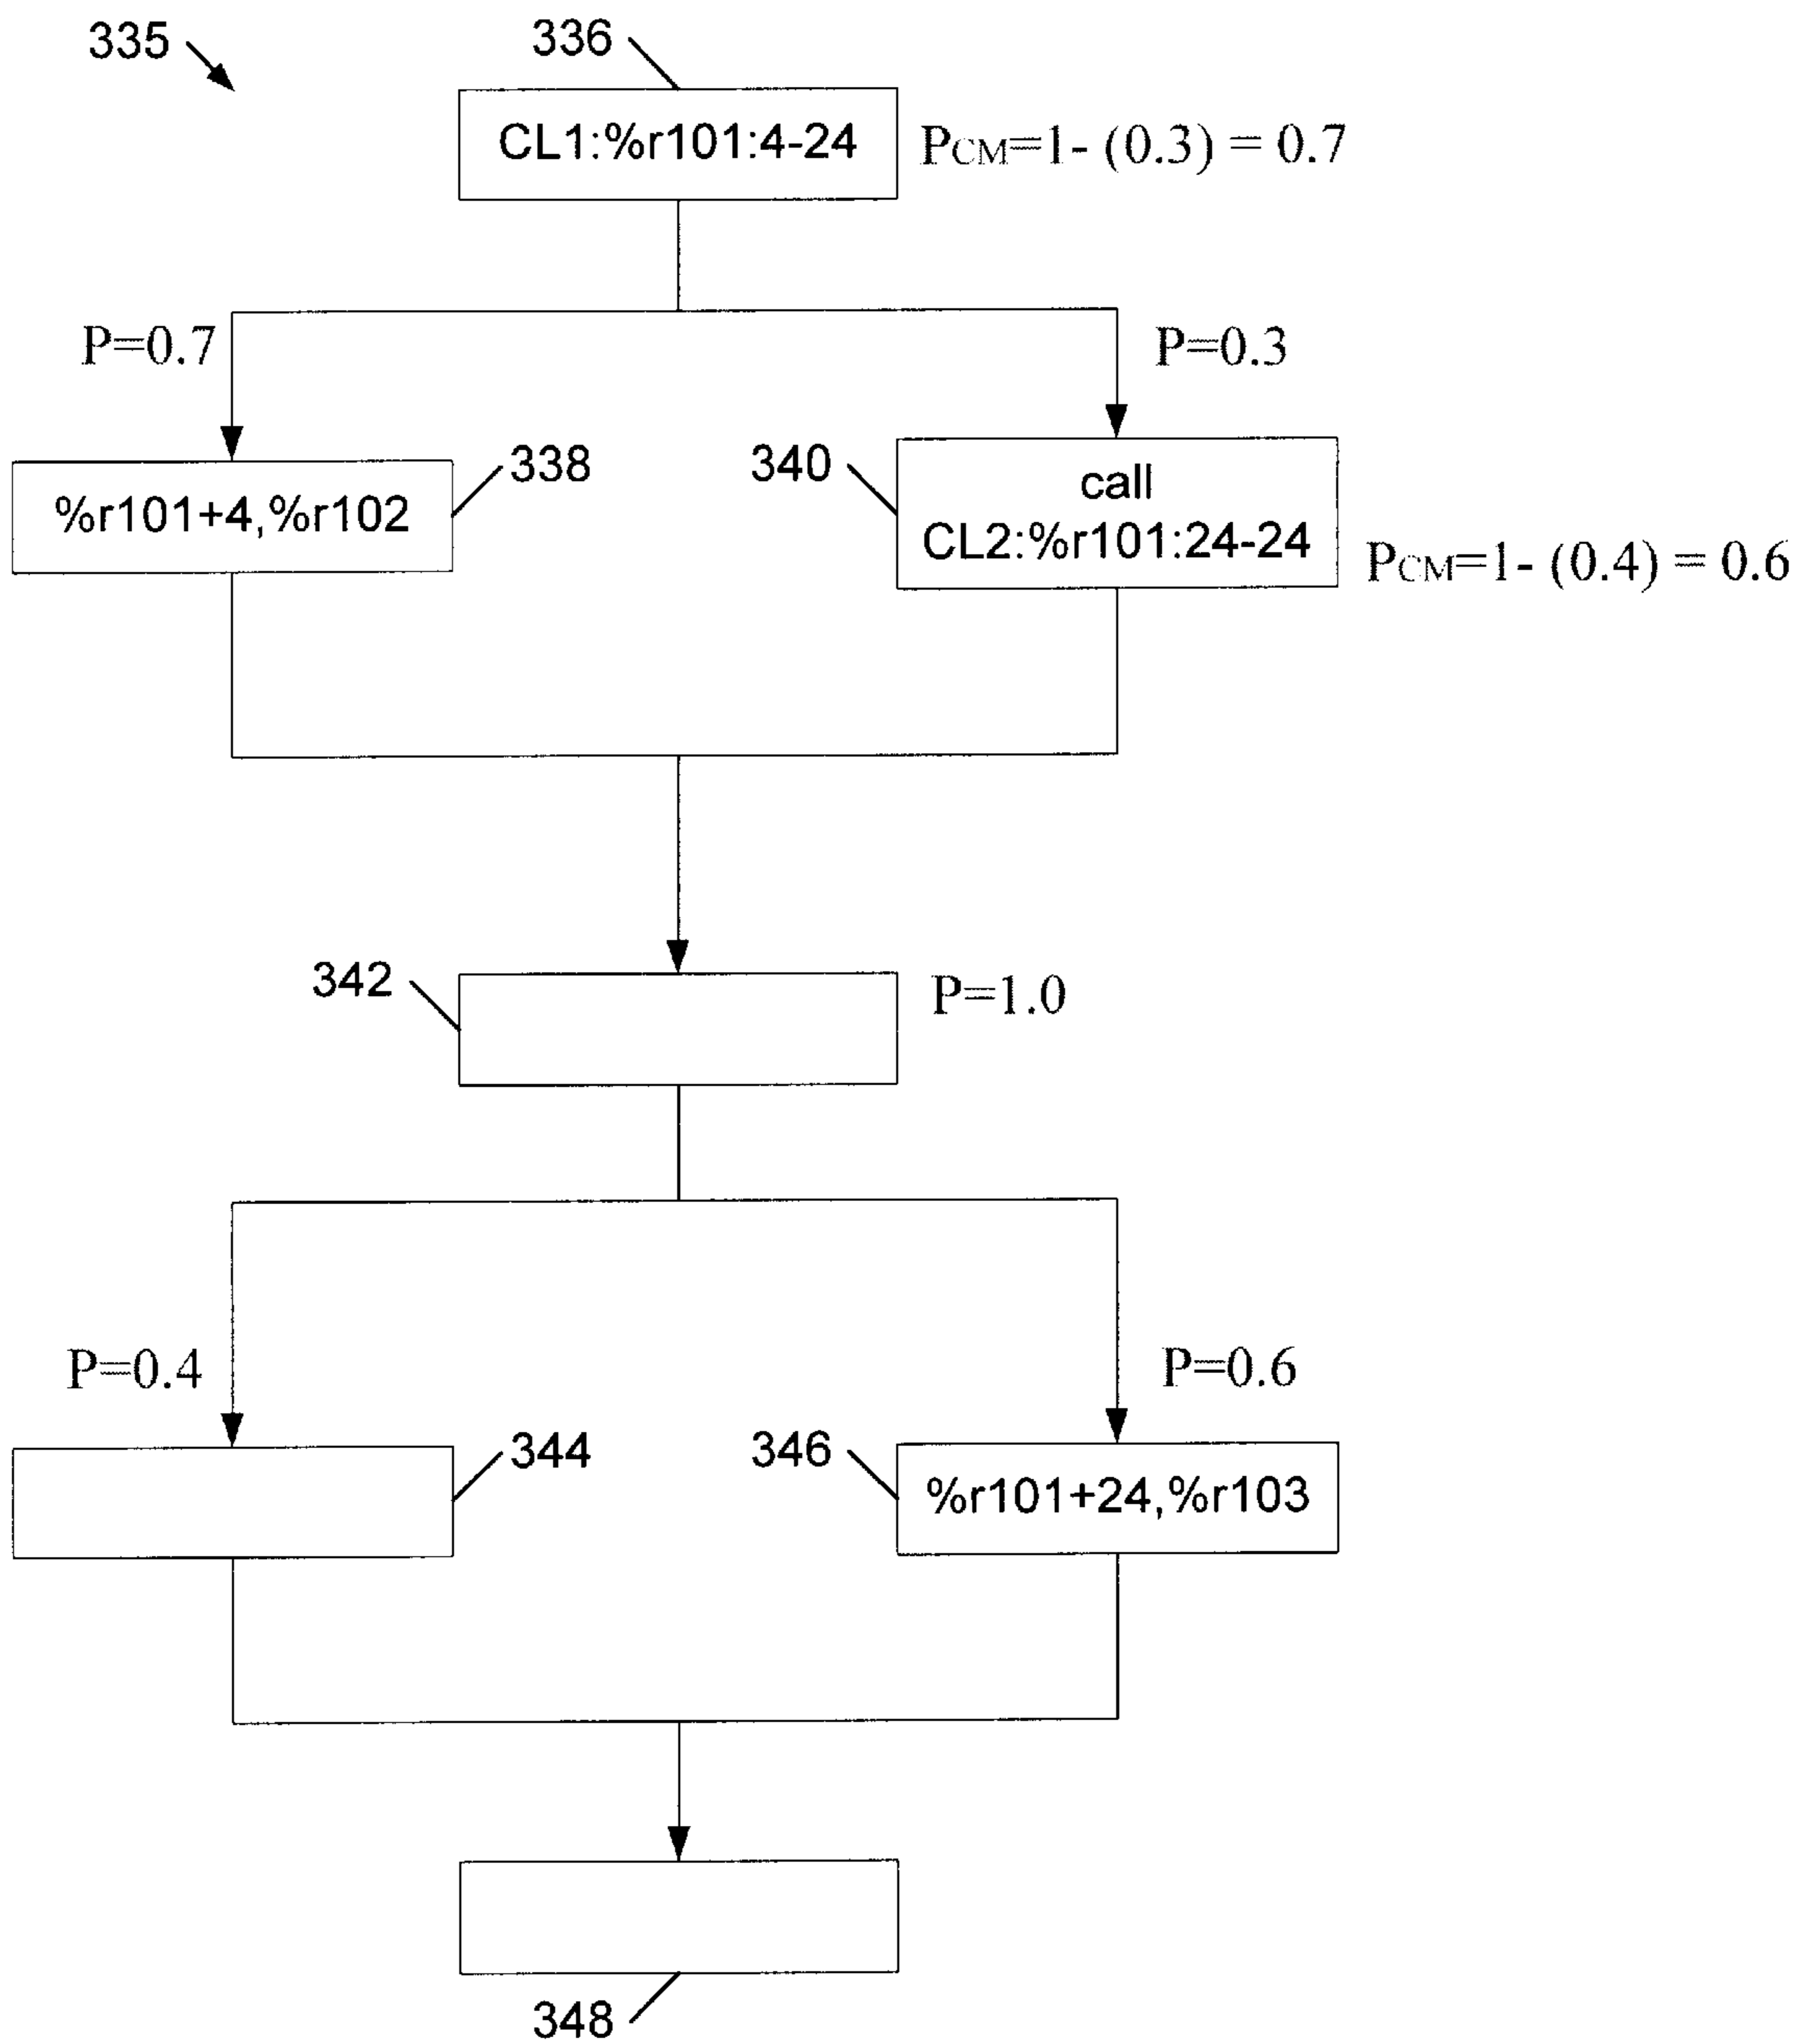 335
336
CL1:%r101:4-24
PCM=1- (0.3) = 0.7
P=0.7
P=0.3
338
%r101+4,%r102
340
call
CL2:%r101:24-24
PCM=1- (0.4) = 0.6
342
P=1.0
P=0.4
P=0.6
344
346
%r101+24,%r103
348